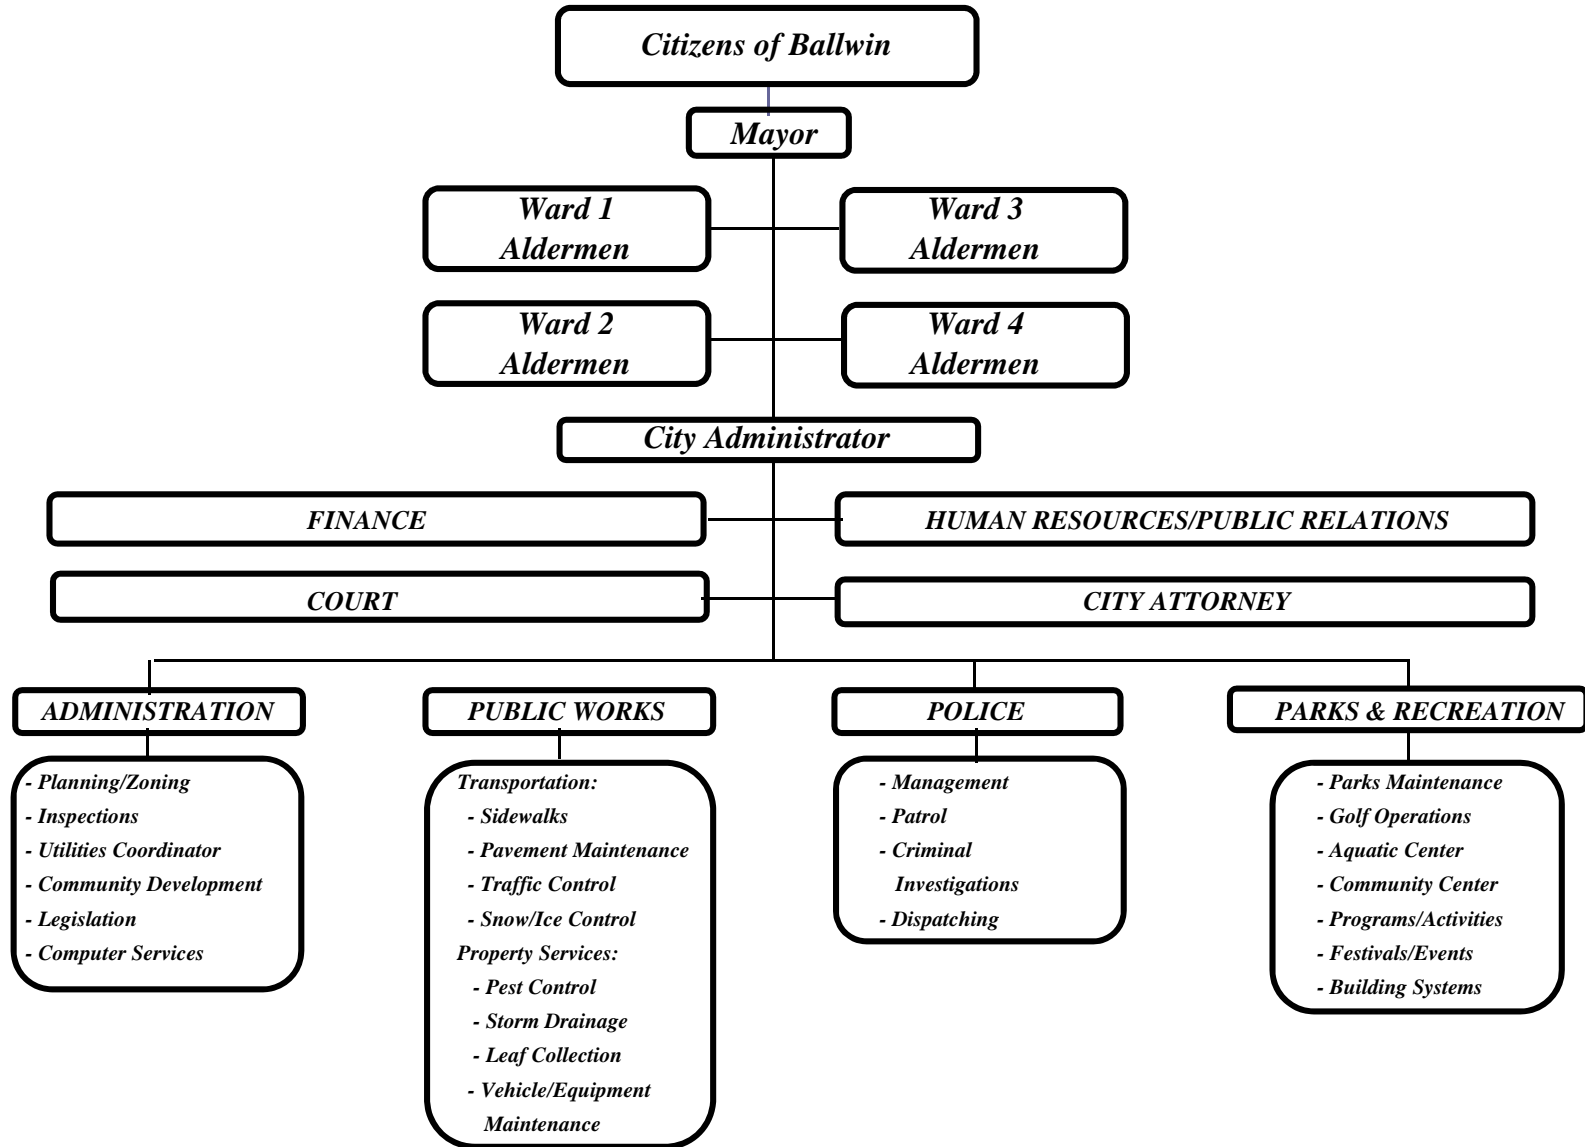 Citizens of Ballwin
Mayor
Ward 1
Aldermen
Ward 3
Aldermen
Ward 2
Aldermen
Ward 4
Aldermen
City Administrator
FINANCE
HUMAN RESOURCES/PUBLIC RELATIONS
COURT
CITY ATTORNEY
ADMINISTRATION
- Planning/Zoning
- Inspections
- Utilities Coordinator
- Community Development
- Legislation
- Computer Services
PUBLIC WORKS
Transportation:
- Sidewalks
- Pavement Maintenance
- Traffic Control
- Snow/Ice Control
Property Services:
- Pest Control
- Storm Drainage
- Leaf Collection
- Vehicle/Equipment
Maintenance
POLICE
- Management
- Patrol
- Criminal
Investigations
- Dispatching
PARKS & RECREATION
- Parks Maintenance
- Golf Operations
- Aquatic Center
- Community Center
- Programs/Activities
- Festivals/Events
- Building Systems